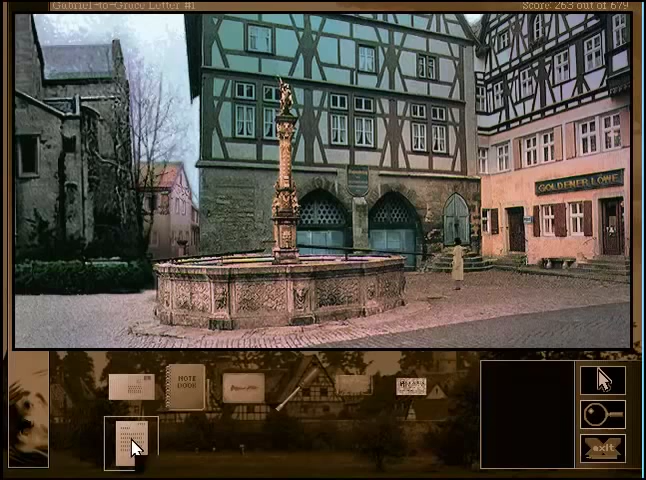 Gabriel-to-Grace Letter #1
Score: 263 out of 679
GOLDENER LÖWE
NOTE
BOOK
exit